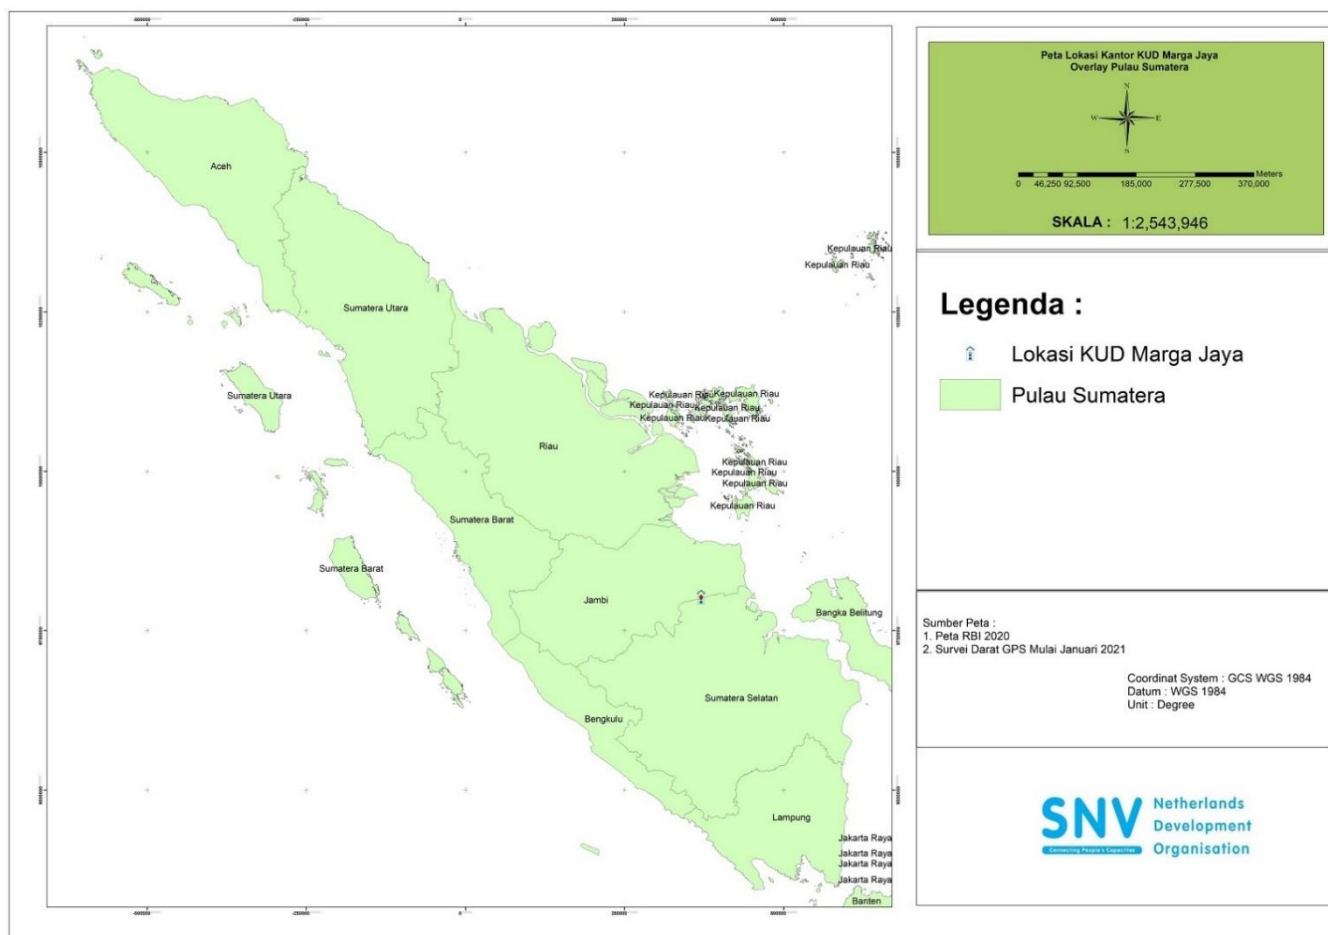 Peta Lokasi Kantor KUD Marga Jaya
Overlay Pulau Sumatera
N
W E
S
Meters
0 46,250 92,500 185,000 277,500 370,000
SKALA : 1:2,543,946
Legenda :
Lokasi KUD Marga Jaya
Pulau Sumatera
Sumber Peta :
1. Peta RBI 2020
2. Survei Darat GPS Mulai Januari 2021
Coordinat System : GCS WGS 1984
Datum : WGS 1984
Unit : Degree
SNV Netherlands
Development
Organisation
Connecting People's Capacities
Aceh
Kepulauan Riau
Kepulauan Riau
Sumatera Utara
Sumatera Utara
Kepulauan Riau
Kepulauan Riau
Kepulauan Riau
Kepulauan Riau
Kepulauan Riau
Kepulauan Riau
Riau
Kepulauan Riau
Kepulauan Riau
Kepulauan Riau
Kepulauan Riau
Sumatera Barat
Sumatera Barat
Jambi
Bangka Belitung
Sumatera Selatan
Bengkulu
Lampung
Jakarta Raya
Jakarta Raya
Jakarta Raya
Jakarta Raya
Banten